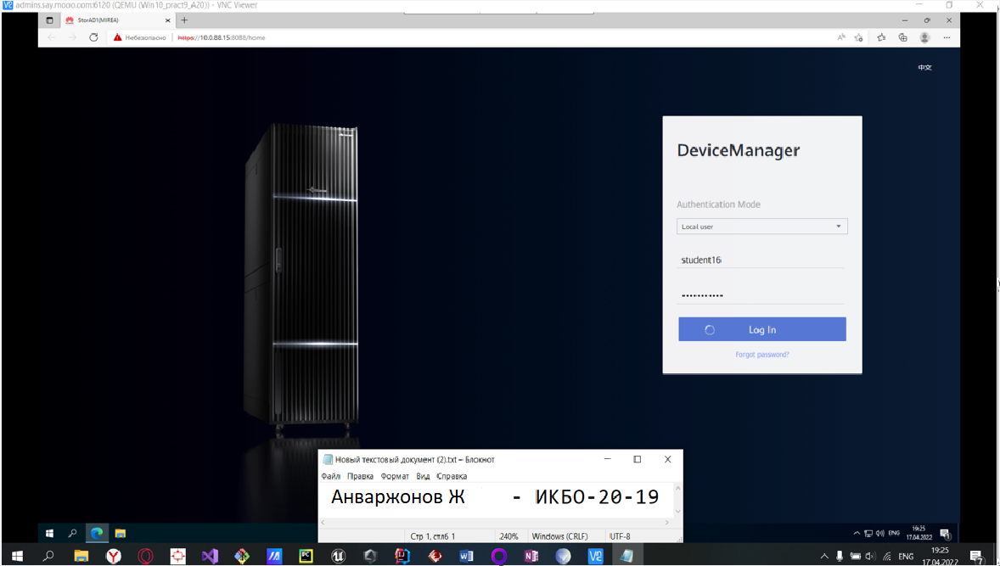 admins.say.mooo.com:6120 (QEMU (Win10_pract9_A20)) - VNC Viewer
StorAD1(MIREA)
Небезопасно https://10.0.88.15:8088/home
中文
DeviceManager
Authentication Mode
Local user
student16
Log In
Forgot password?
Новый текстовый документ (2).txt – Блокнот
Файл Правка Формат Вид Справка
Анваржонов Ж - ИКБО-20-19
Стр 1, стлб 1 240% Windows (CRLF) UTF-8
ENG 19:25
17.04.2022
ENG 19:25
17.04.2022